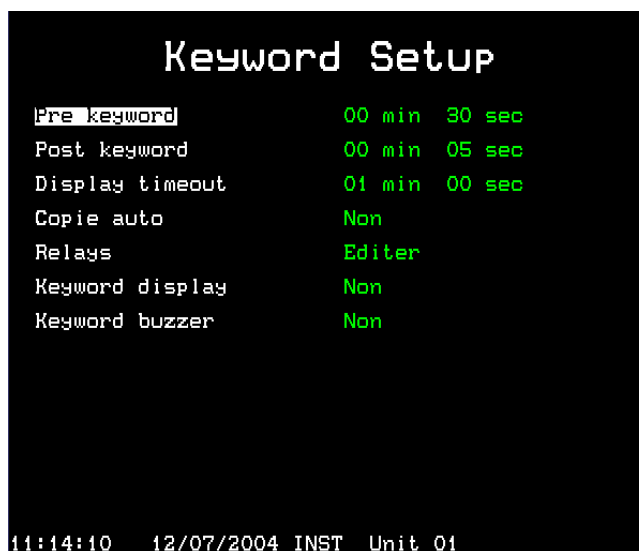 Keyword Setup
Pre keyword 00 min 30 sec
Post keyword 00 min 05 sec
Display timeout 01 min 00 sec
Copie auto Non
Relays Editer
Keyword display Non
Keyword buzzer Non
11:14:10 12/07/2004 INST Unit 01